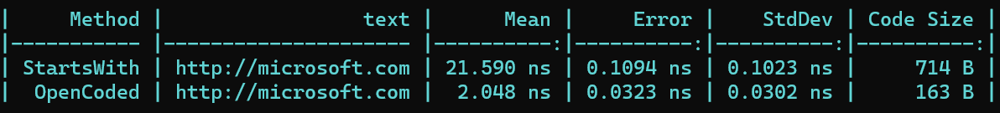 |     Method |                 text |      Mean |     Error |    StdDev | Code Size |
|----------- |--------------------- |----------:|----------:|----------:|----------:|
| StartsWith | http://microsoft.com | 21.590 ns | 0.1094 ns | 0.1023 ns |     714 B |
|  OpenCoded | http://microsoft.com |  2.048 ns | 0.0323 ns | 0.0302 ns |     163 B |